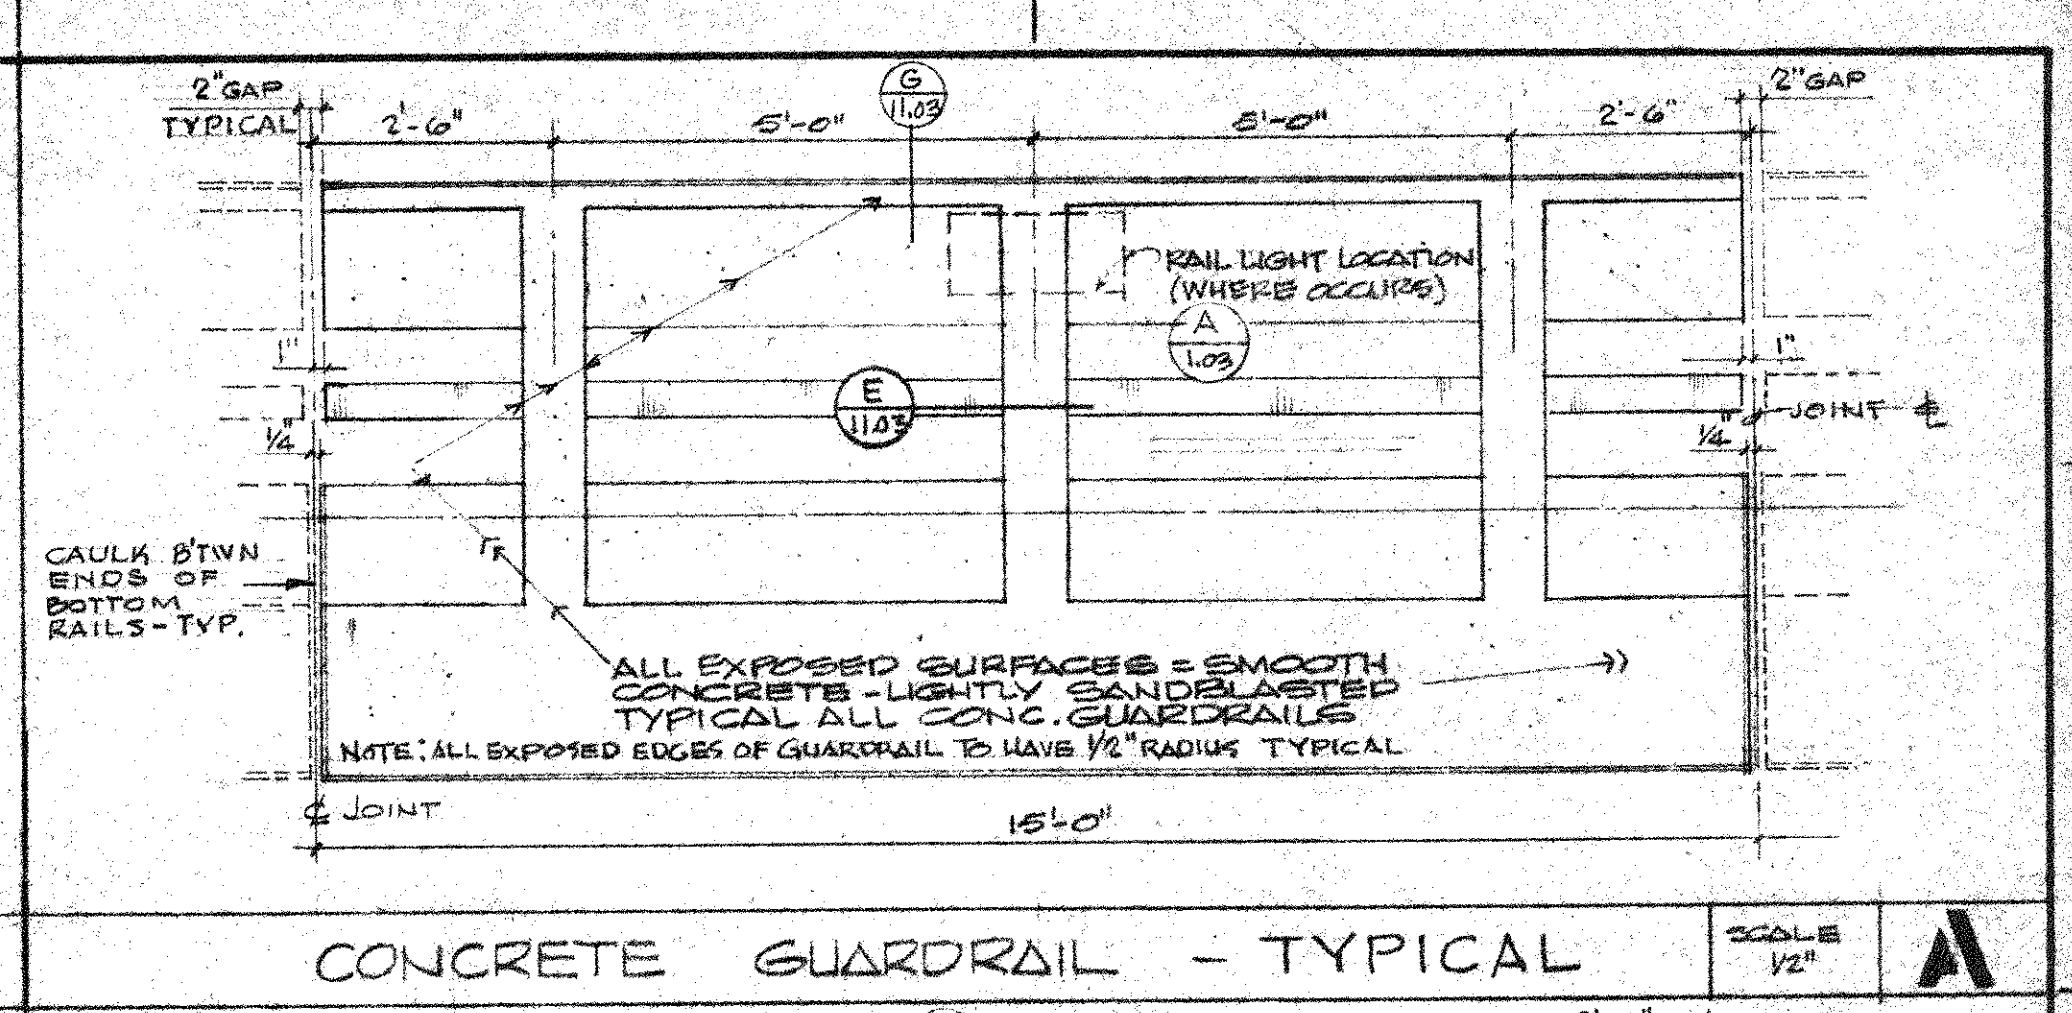 2" GAP
TYPICAL
2'-6"
5'-0"
G
11.03
5'-0"
2'-6"
2" GAP
RAIL LIGHT LOCATION
(WHERE OCCURS)
A
1.03
1"
1"
E
11.03
1/4"
1/4"
JOINT ℄
CAULK B'TWN
ENDS OF
BOTTOM
RAILS-TYP.
ALL EXPOSED SURFACES = SMOOTH
CONCRETE - LIGHTLY SANDBLASTED
TYPICAL ALL CONC. GUARDRAILS
NOTE: ALL EXPOSED EDGES OF GUARDRAIL TO HAVE 1/2" RADIUS TYPICAL
℄ JOINT
15'-0"
CONCRETE GUARDRAIL - TYPICAL
SCALE
1/2"
A